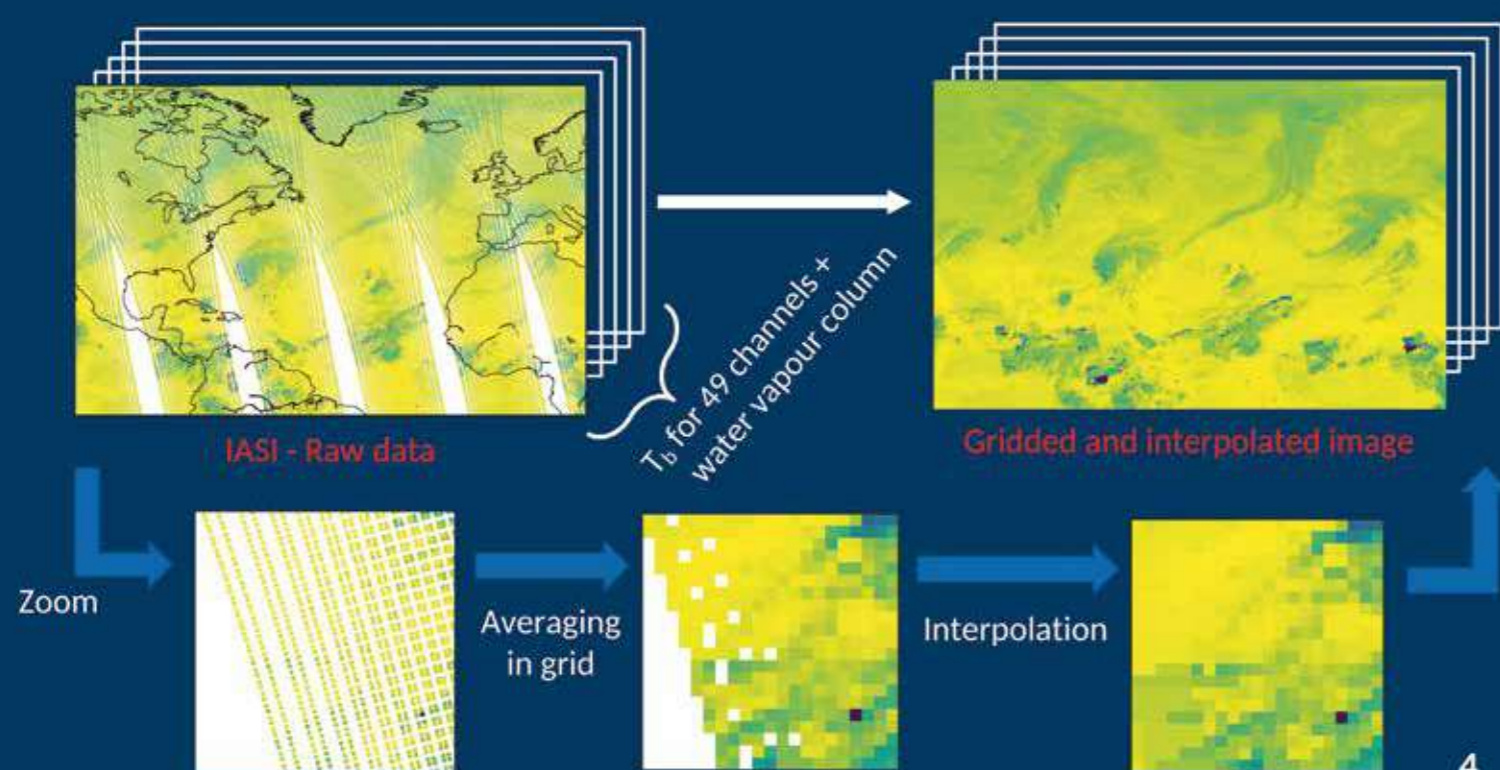 IASI - Raw data
T_b for 49 channels +
water vapour column
Gridded and interpolated image
Zoom
Averaging
in grid
Interpolation
4